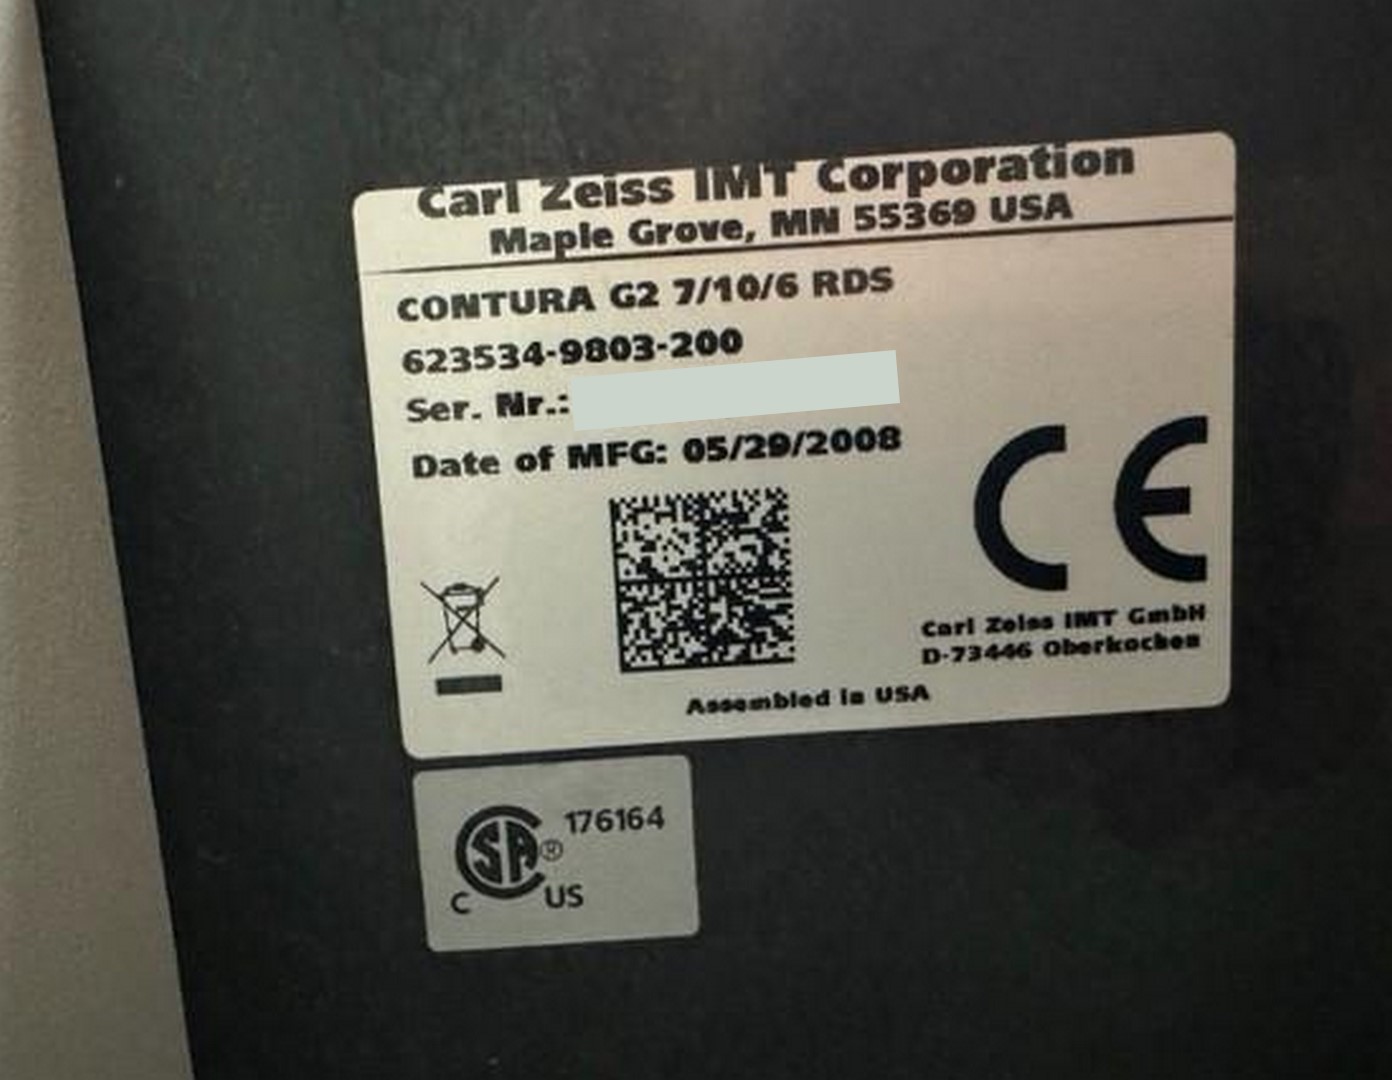 Carl Zeiss IMT Corporation
Maple Grove, MN 55369 USA
CONTURA G2 7/10/6 RDS
623534-9803-200
Ser. Nr.:
Date of MFG: 05/29/2008
CE
Carl Zeiss IMT GmbH
D-73446 Oberkochen
Assembled in USA
CSA® 176164
C US